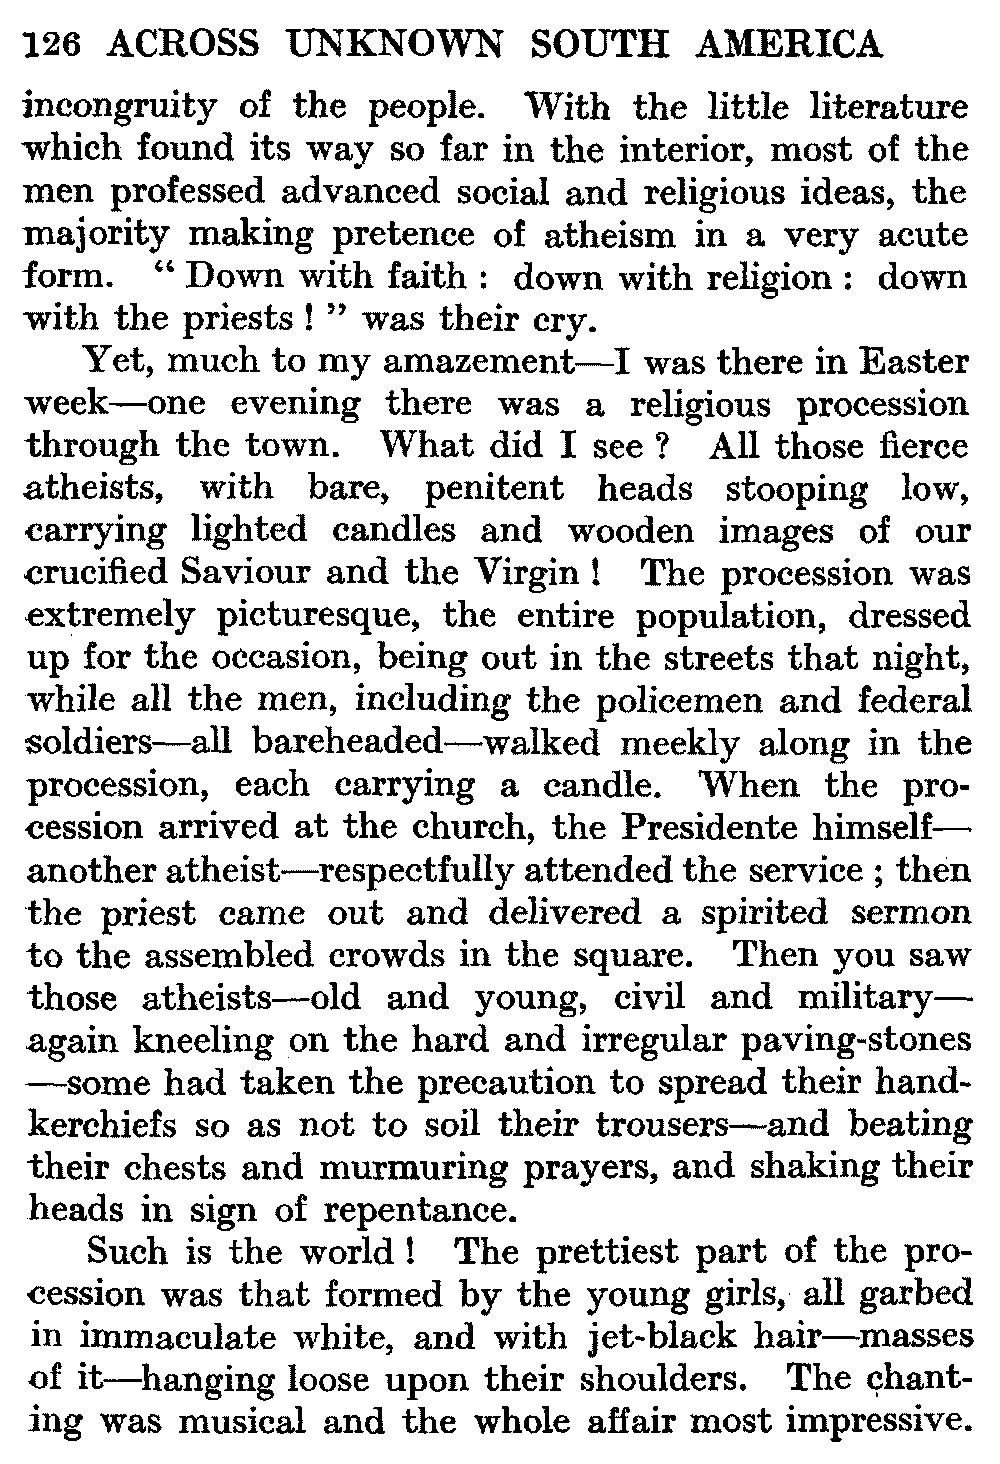 126 ACROSS UNKNOWN SOUTH AMERICA
incongruity of the people. With the little literature
which found its way so far in the interior, most of the
men professed advanced social and religious ideas, the
majority making pretence of atheism in a very acute
form. “ Down with faith : down with religion : down
with the priests ! ” was their cry.
Yet, much to my amazement—I was there in Easter
week—one evening there was a religious procession
through the town. What did I see ? All those fierce
atheists, with bare, penitent heads stooping low,
carrying lighted candles and wooden images of our
crucified Saviour and the Virgin ! The procession was
extremely picturesque, the entire population, dressed
up for the occasion, being out in the streets that night,
while all the men, including the policemen and federal
soldiers—all bareheaded—walked meekly along in the
procession, each carrying a candle. When the pro-
cession arrived at the church, the Presidente himself—
another atheist—respectfully attended the service ; then
the priest came out and delivered a spirited sermon
to the assembled crowds in the square. Then you saw
those atheists—old and young, civil and military—
again kneeling on the hard and irregular paving-stones
—some had taken the precaution to spread their hand-
kerchiefs so as not to soil their trousers—and beating
their chests and murmuring prayers, and shaking their
heads in sign of repentance.
Such is the world ! The prettiest part of the pro-
cession was that formed by the young girls, all garbed
in immaculate white, and with jet-black hair—masses
of it—hanging loose upon their shoulders. The chant-
ing was musical and the whole affair most impressive.